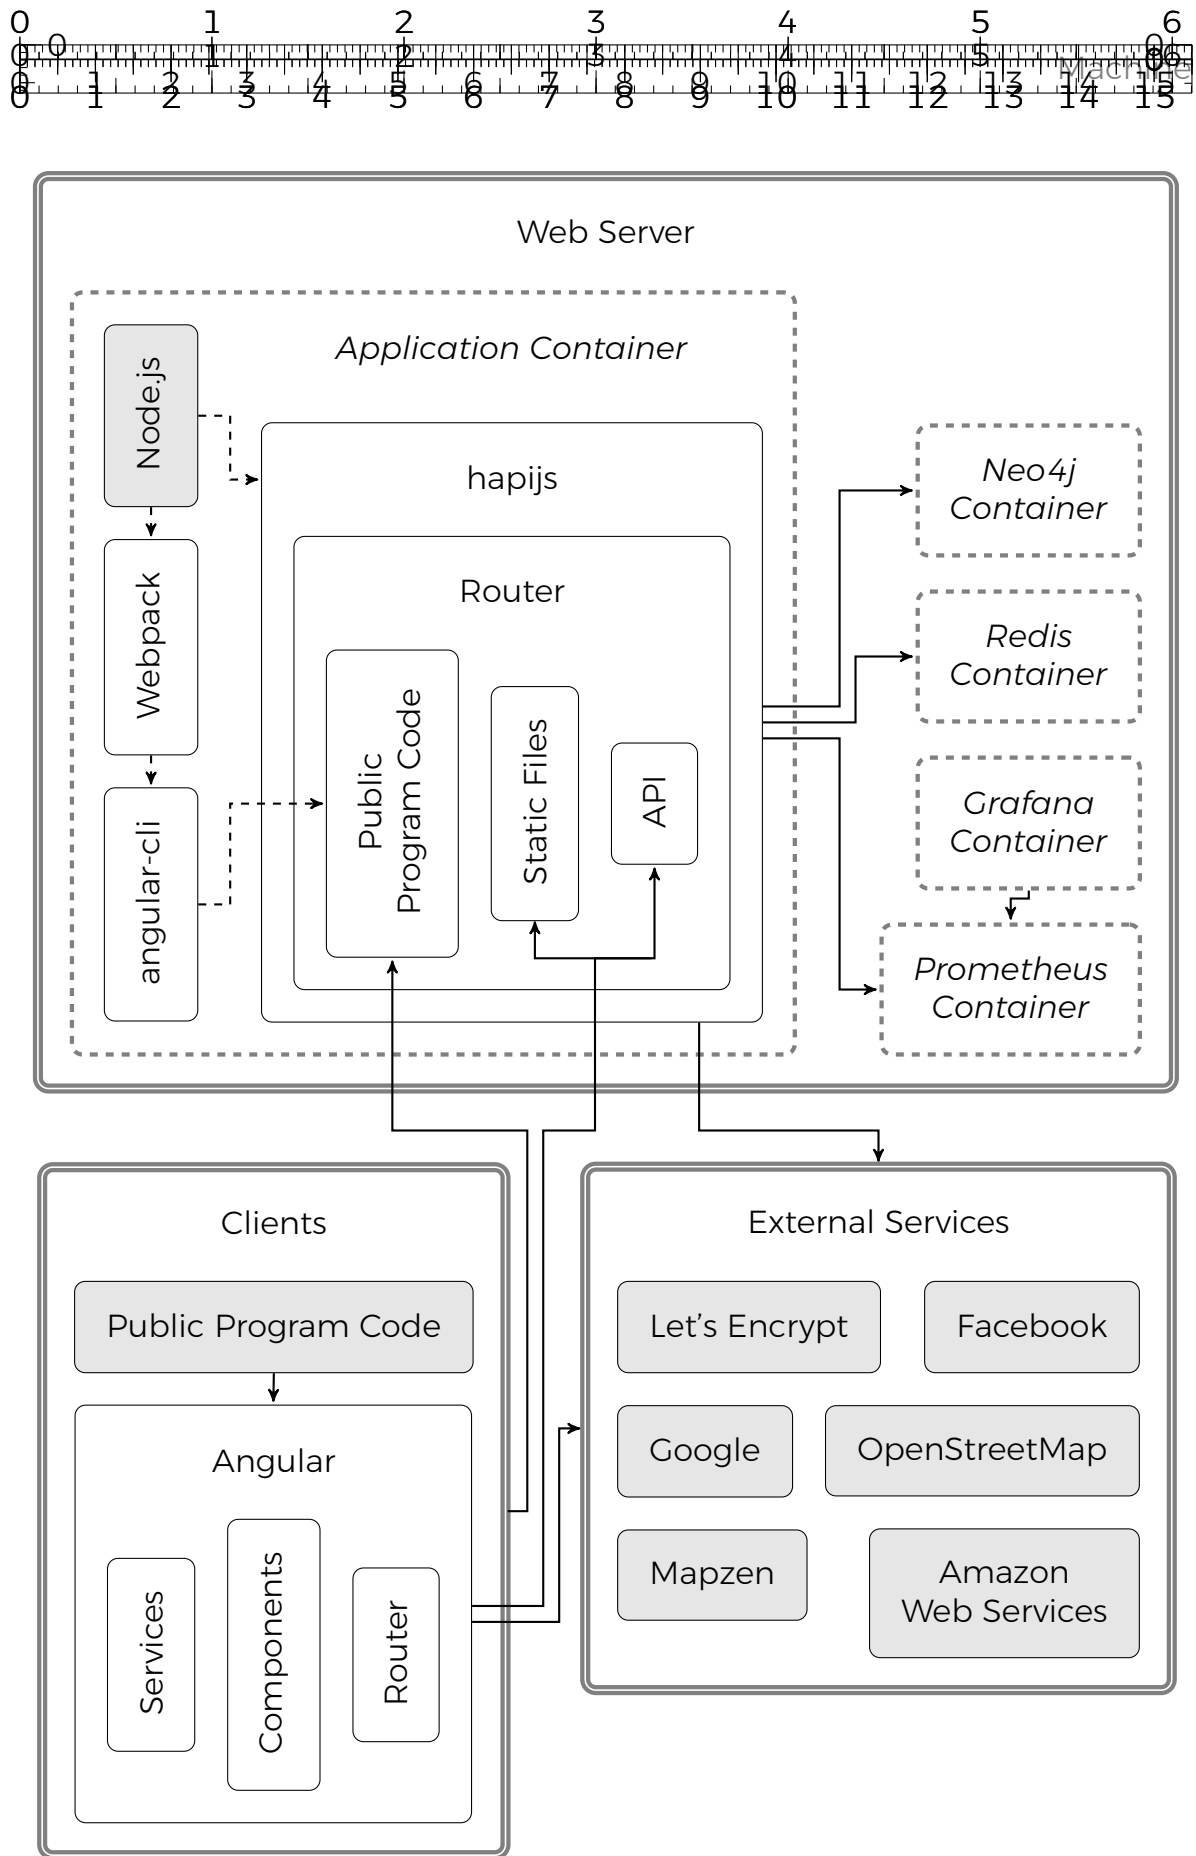 0 1 2 3 4 5 6
0 1 2 3 4 5 6 7 8 9 10 11 12 13 14 15
Web Server
Application Container
Node.js
hapijs
Neo4j
Container
Router
Webpack
Redis
Container
Public
Program Code
Static Files
API
Grafana
Container
angular-cli
Prometheus
Container
Clients
External Services
Public Program Code
Let's Encrypt
Facebook
Angular
Google
OpenStreetMap
Mapzen
Amazon
Web Services
Services
Components
Router